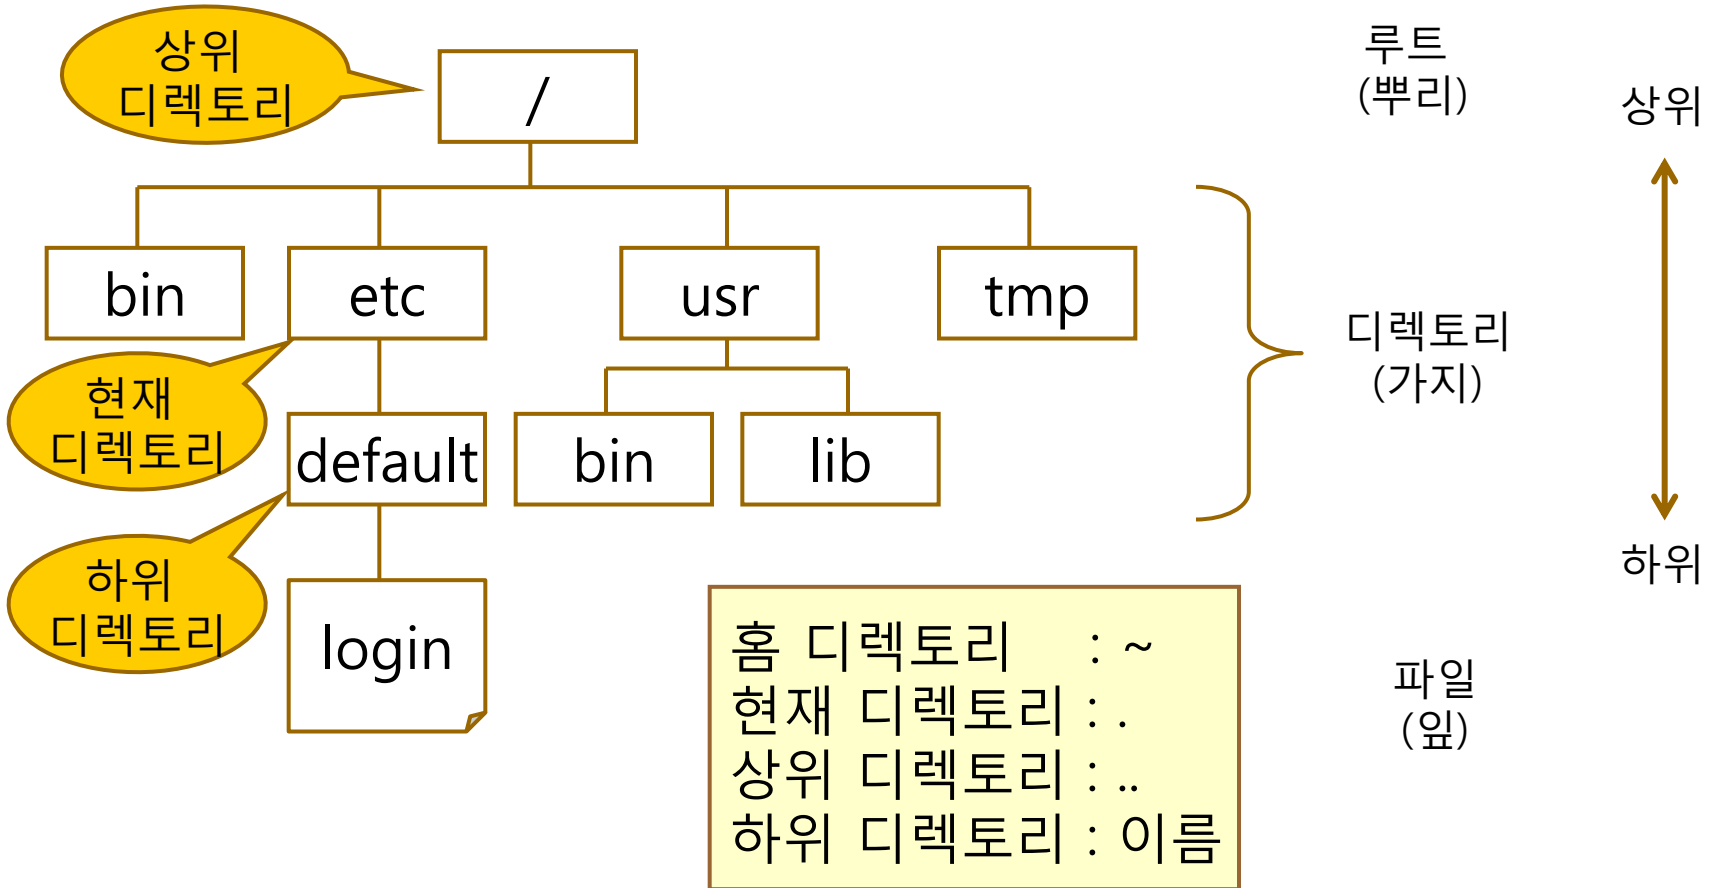 상위
디렉토리
/
루트
(뿌리)
상위
bin
etc
usr
tmp
디렉토리
(가지)
현재
디렉토리
default
bin
lib
하위
디렉토리
하위
login
홈 디렉토리 : ~
현재 디렉토리 : .
상위 디렉토리 : ..
하위 디렉토리 : 이름
파일
(잎)